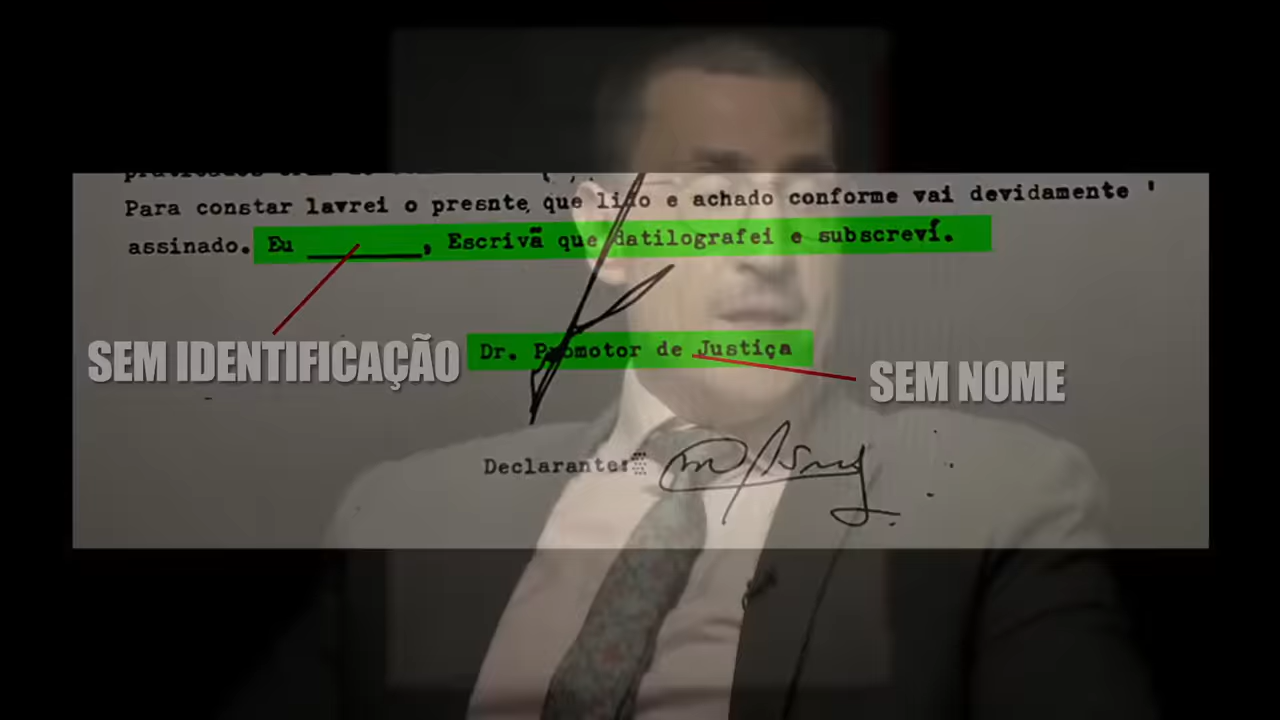 Para constar lavrei o presnte, que lido e achado conforme vai devidamente '
assinado. Eu ________, Escrivã que datilografei e subscreví.
SEM IDENTIFICAÇÃO
Dr. Promotor de Justiça
SEM NOME
Declarante: